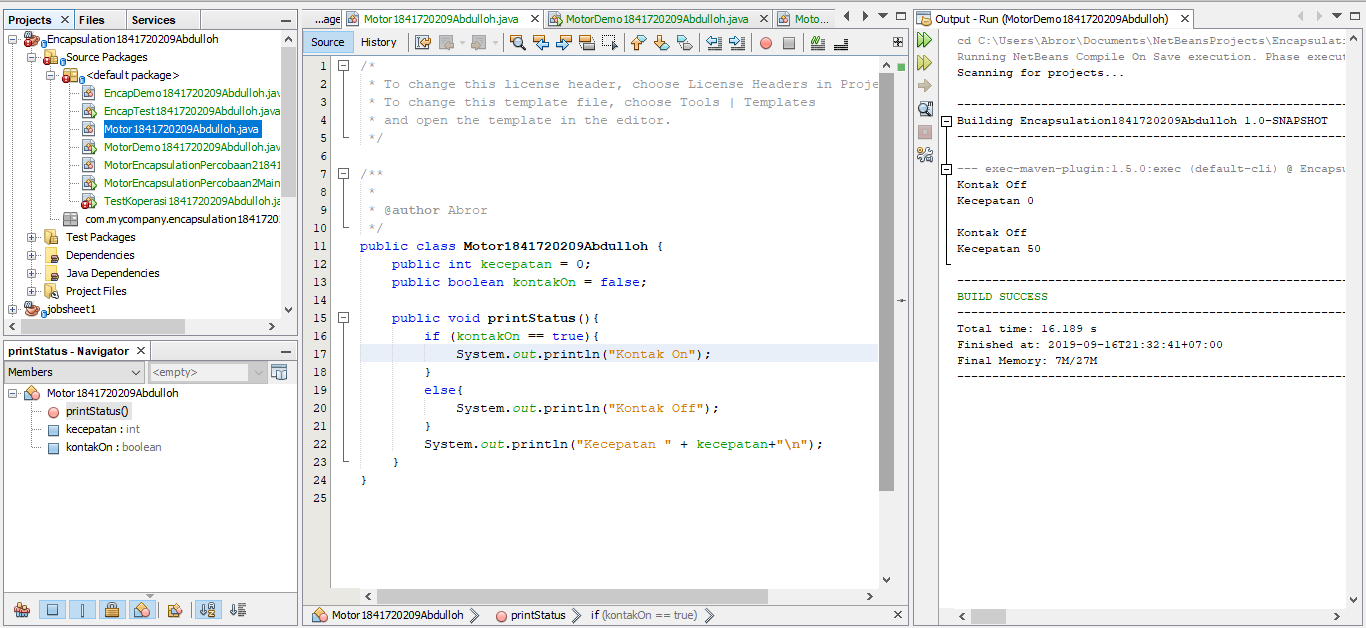 Projects
Files
Services
Encapsulation1841720209Abdulloh
Source Packages
<default package>
EncapDemo1841720209Abdulloh.jav
EncapTest1841720209Abdulloh.java
Motor1841720209Abdulloh.java
MotorDemo1841720209Abdulloh.jav
MotorEncapsulationPercobaan21841
MotorEncapsulationPercobaan2Main
TestKoperasi1841720209Abdulloh.ja
com.mycompany.encapsulation184172
Test Packages
Dependencies
Java Dependencies
Project Files
jobsheet1
printStatus - Navigator
Members
<empty>
Motor1841720209Abdulloh
printStatus()
kecepatan : int
kontakOn : boolean
...age
Motor1841720209Abdulloh.java
MotorDemo1841720209Abdulloh.java
Moto...
Source
History
1 /*
2 * To change this license header, choose License Headers in Proje
3 * To change this template file, choose Tools | Templates
4 * and open the template in the editor.
5 */
6
7 /**
8 *
9 * @author Abror
10 */
11 public class Motor1841720209Abdulloh {
12 public int kecepatan = 0;
13 public boolean kontakOn = false;
14
15 public void printStatus(){
16 if (kontakOn == true){
17 System.out.println("Kontak On");
18 }
19 else{
20 System.out.println("Kontak Off");
21 }
22 System.out.println("Kecepatan " + kecepatan+"\n");
23 }
24 }
25
Motor1841720209Abdulloh
printStatus
if (kontakOn == true)
Output - Run (MotorDemo1841720209Abdulloh)
cd C:\Users\Abror\Documents\NetBeansProjects\Encapsulati
Running NetBeans Compile On Save execution. Phase execut
Scanning for projects...
------------------------------------------------------------------------
Building Encapsulation1841720209Abdulloh 1.0-SNAPSHOT
------------------------------------------------------------------------
--- exec-maven-plugin:1.5.0:exec (default-cli) @ Encapsu
Kontak Off
Kecepatan 0
Kontak Off
Kecepatan 50
------------------------------------------------------------------------
BUILD SUCCESS
------------------------------------------------------------------------
Total time: 16.189 s
Finished at: 2019-09-16T21:32:41+07:00
Final Memory: 7M/27M
------------------------------------------------------------------------